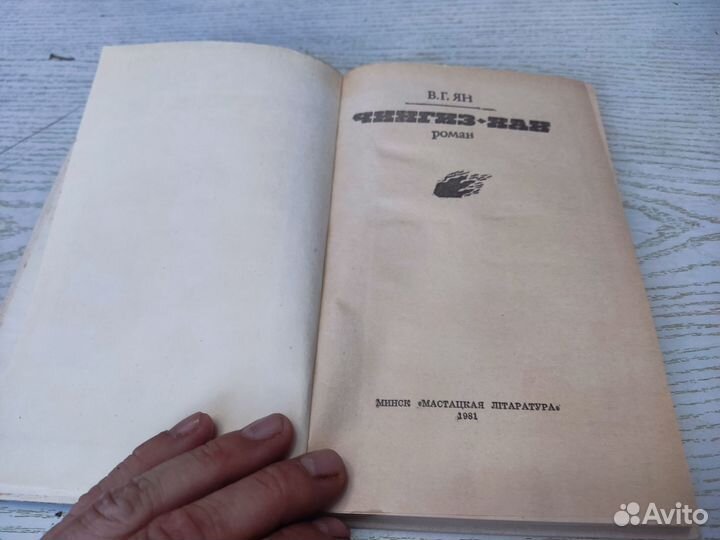 В.Г. ЯН
ЧИНГИЗ-ХАН
роман
МИНСК «МАСТАЦКАЯ ЛІТАРАТУРА»
1981
Avito